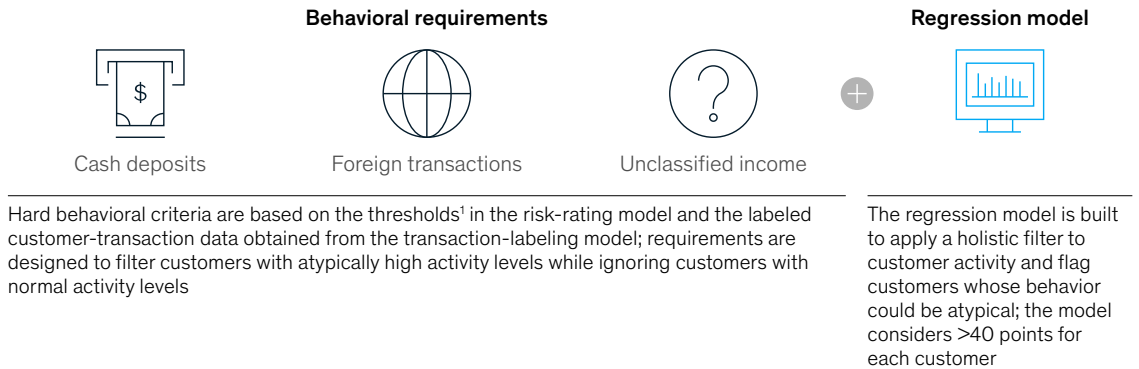 Behavioral requirements
$
Cash deposits
Foreign transactions
?
Unclassified income
Hard behavioral criteria are based on the thresholds¹ in the risk-rating model and the labeled
customer-transaction data obtained from the transaction-labeling model; requirements are
designed to filter customers with atypically high activity levels while ignoring customers with
normal activity levels
+
Regression model
The regression model is built
to apply a holistic filter to
customer activity and flag
customers whose behavior
could be atypical; the model
considers >40 points for
each customer